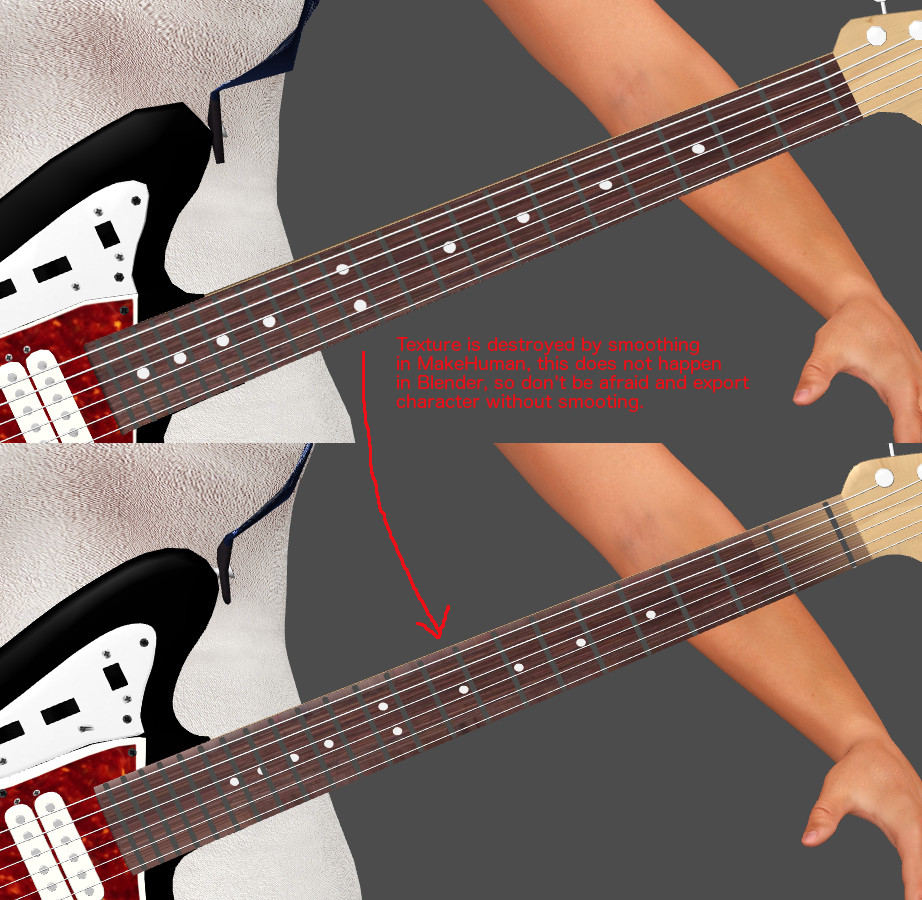 Texture is destroyed by smoothing
in MakeHuman, this does not happen
in Blender, so don't be afraid and export
character without smooting.